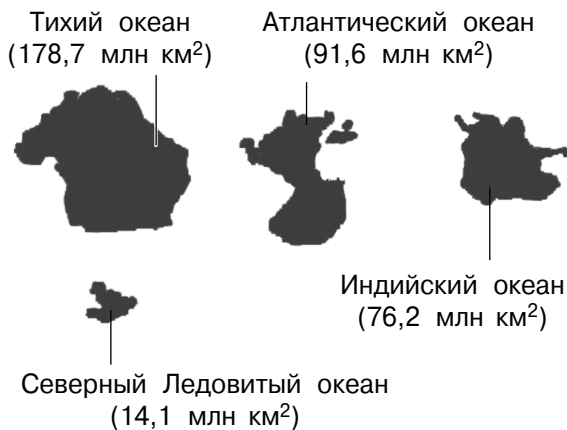 Тихий океан
(178,7 млн км²)
Атлантический океан
(91,6 млн км²)
Индийский океан
(76,2 млн км²)
Северный Ледовитый океан
(14,1 млн км²)